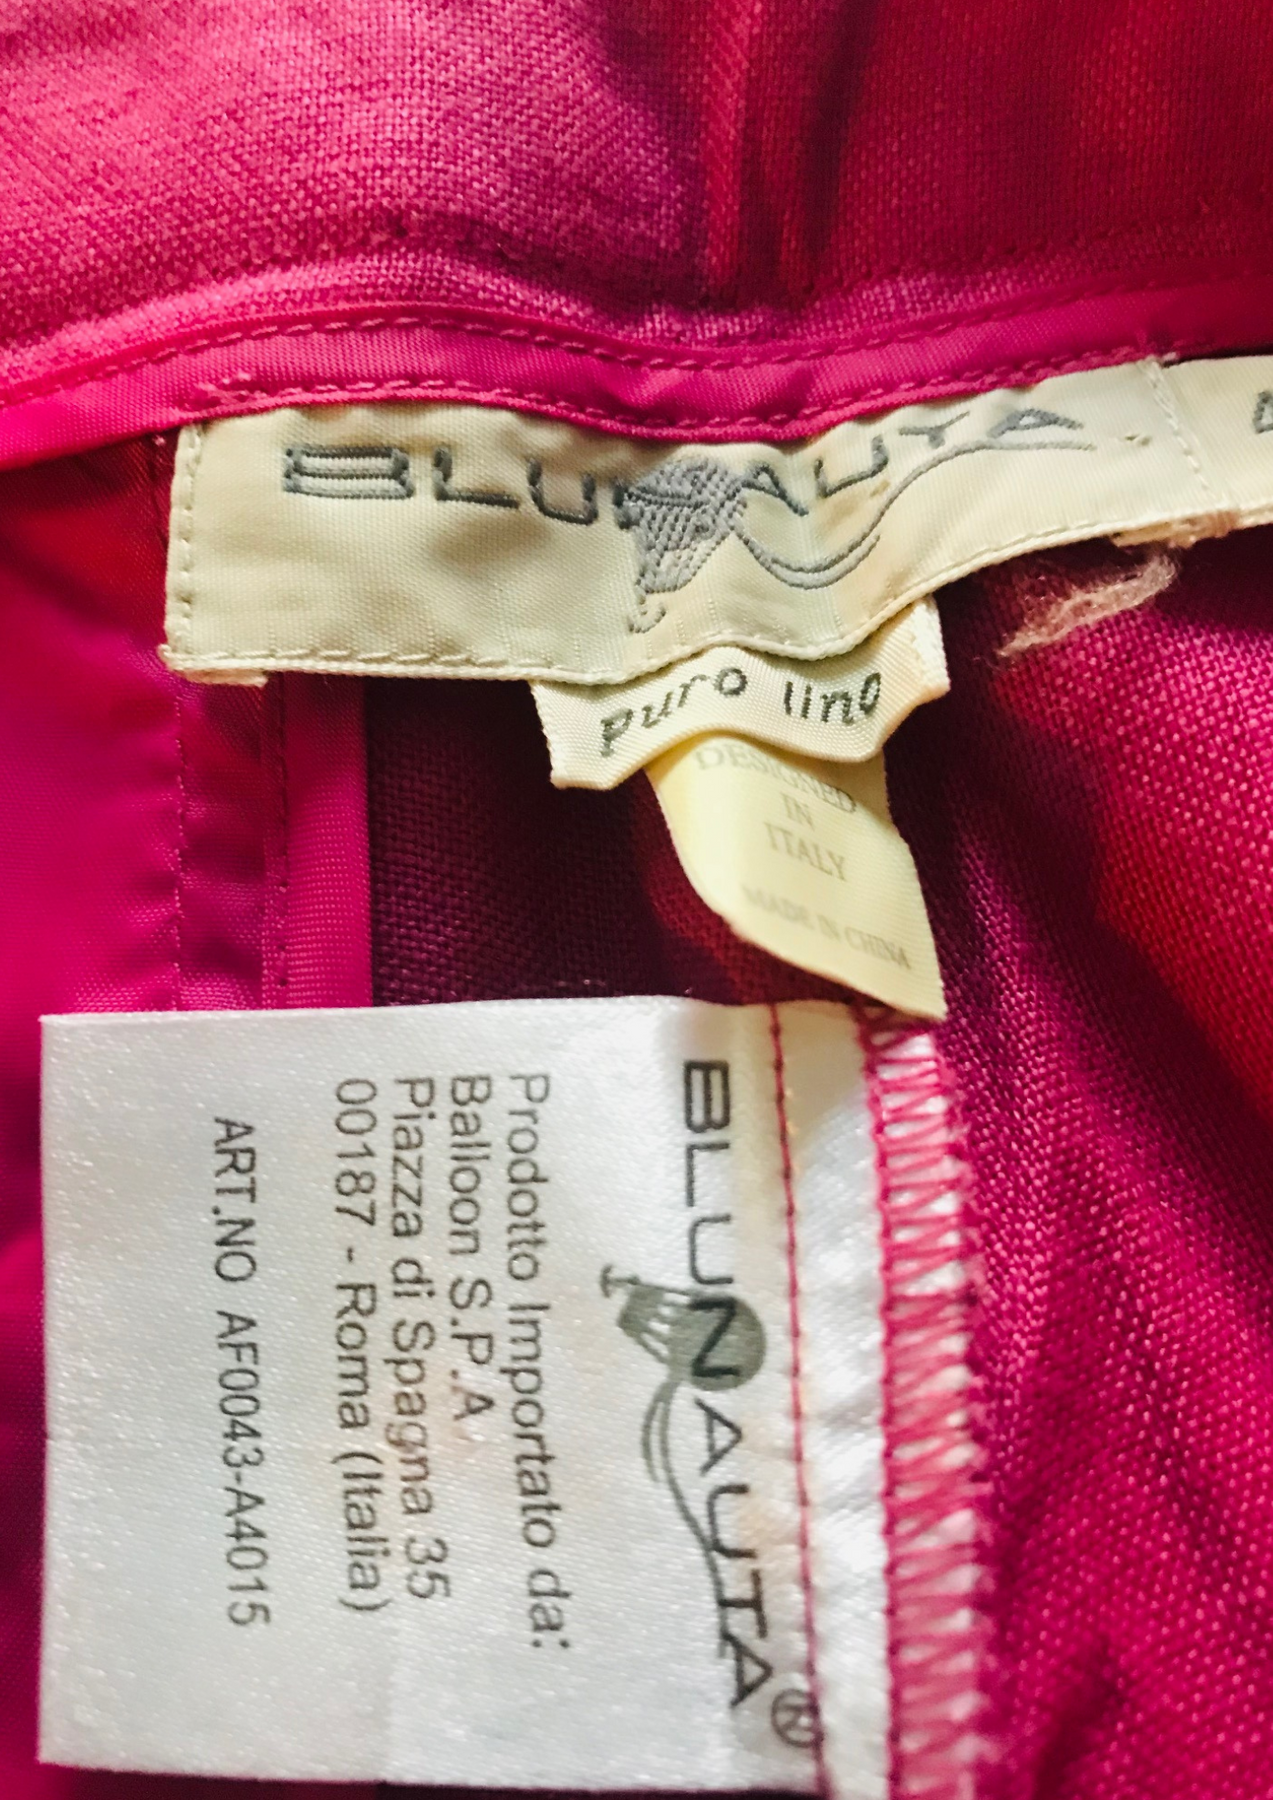 BLUNAUTA
puro lino
DESIGNED
IN
ITALY
MADE IN CHINA
BLUNAUTA®
Prodotto Importato da:
Balloon S.P.A
Piazza di Spagna 35
00187 - Roma (Italia)
ART.NO AF0043-A4015